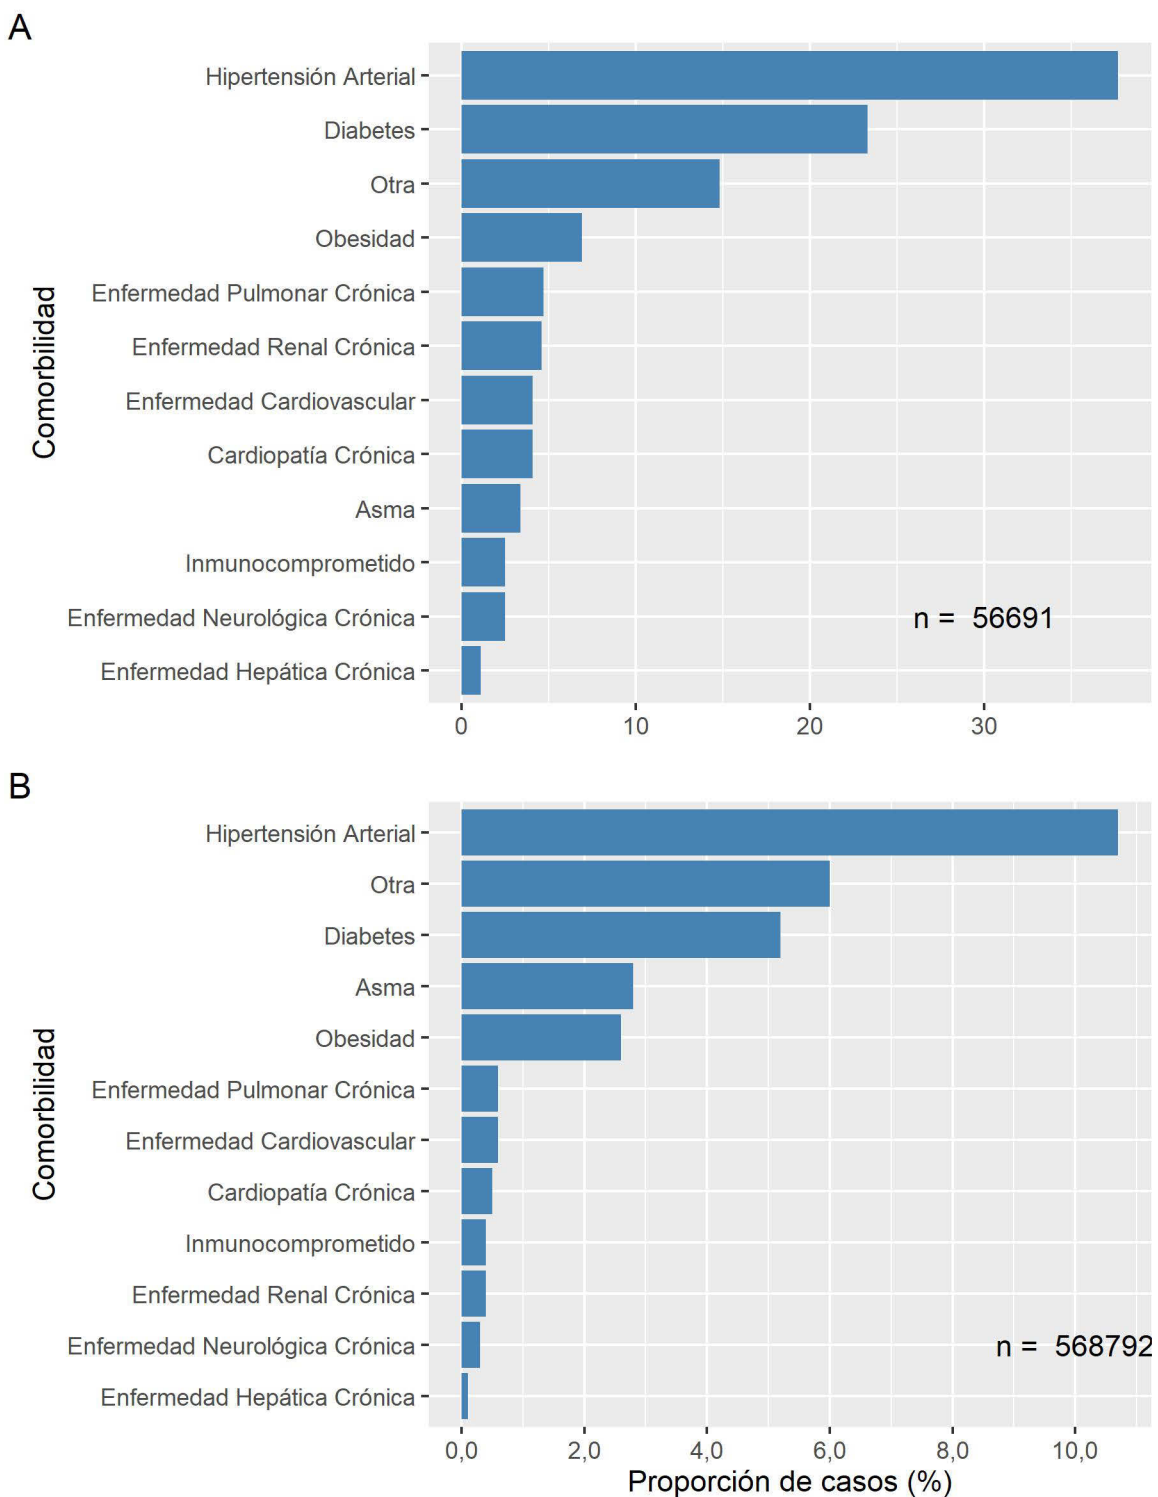 A
Hipertensión Arterial
Diabetes
Otra
Obesidad
Enfermedad Pulmonar Crónica
Enfermedad Renal Crónica
Enfermedad Cardiovascular
Cardiopatía Crónica
Asma
Inmunocomprometido
Enfermedad Neurológica Crónica
Enfermedad Hepática Crónica
Comorbilidad
n = 56691
0 10 20 30
B
Hipertensión Arterial
Otra
Diabetes
Asma
Obesidad
Enfermedad Pulmonar Crónica
Enfermedad Cardiovascular
Cardiopatía Crónica
Inmunocomprometido
Enfermedad Renal Crónica
Enfermedad Neurológica Crónica
Enfermedad Hepática Crónica
Comorbilidad
n = 568792
0,0 2,0 4,0 6,0 8,0 10,0
Proporción de casos (%)